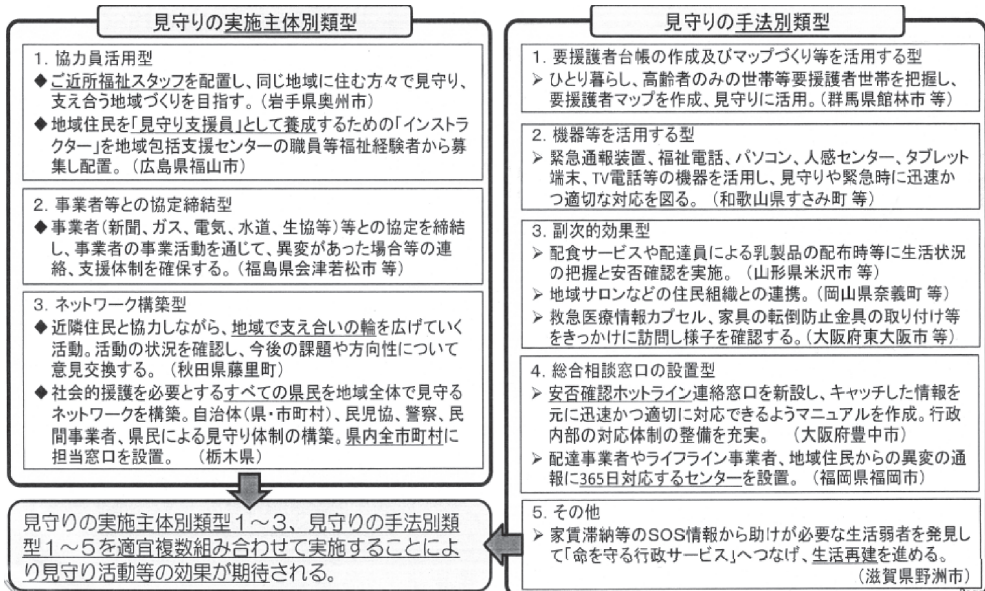 見守りの実施主体別類型
1. 協力員活用型
◆ご近所福祉スタッフを配置し、同じ地域に住む方々で見守り、
支え合う地域づくりを目指す。（岩手県奥州市）
◆地域住民を「見守り支援員」として養成するための「インストラ
クター」を地域包括支援センターの職員等福祉経験者から募
集し配置。（広島県福山市）
2. 事業者等との協定締結型
◆事業者（新聞、ガス、電気、水道、生協等）等との協定を締結
し、事業者の事業活動を通じて、異変があった場合等の連
絡、支援体制を確保する。（福島県会津若松市 等）
3. ネットワーク構築型
◆近隣住民と協力しながら、地域で支え合いの輪を広げていく
活動。活動の状況を確認し、今後の課題や方向性について
意見交換する。（秋田県藤里町）
◆社会的援護を必要とするすべての県民を地域全体で見守る
ネットワークを構築。自治体（県・市町村）、民児協、警察、民
間事業者、県民による見守り体制の構築。県内全市町村に
担当窓口を設置。（栃木県）
見守りの実施主体別類型１～３、見守りの手法別類
型１～５を適宜複数組み合わせて実施することによ
り見守り活動等の効果が期待される。
見守りの手法別類型
1. 要援護者台帳の作成及びマップづくり等を活用する型
➢ ひとり暮らし、高齢者のみの世帯等要援護者世帯を把握し、
要援護者マップを作成、見守りに活用。（群馬県館林市 等）
2. 機器等を活用する型
➢ 緊急通報装置、福祉電話、パソコン、人感センター、タブレット
端末、TV電話等の機器を活用し、見守りや緊急時に迅速か
つ適切な対応を図る。（和歌山県すさみ町 等）
3. 副次的効果型
➢ 配食サービスや配達員による乳製品の配布時等に生活状況
の把握と安否確認を実施。（山形県米沢市 等）
➢ 地域サロンなどの住民組織との連携。（岡山県奈義町 等）
➢ 救急医療情報カプセル、家具の転倒防止金具の取り付け等
をきっかけに訪問し様子を確認する。（大阪府東大阪市 等）
4. 総合相談窓口の設置型
➢ 安否確認ホットライン連絡窓口を新設し、キャッチした情報を
元に迅速かつ適切に対応できるようマニュアルを作成。行政
内部の対応体制の整備を充実。（大阪府豊中市）
➢ 配達事業者やライフライン事業者、地域住民からの異変の通
報に365日対応するセンターを設置。（福岡県福岡市）
5. その他
➢ 家賃滞納等のSOS情報から助けが必要な生活弱者を発見し
て「命を守る行政サービス」へつなげ、生活再建を進める。
（滋賀県野洲市）